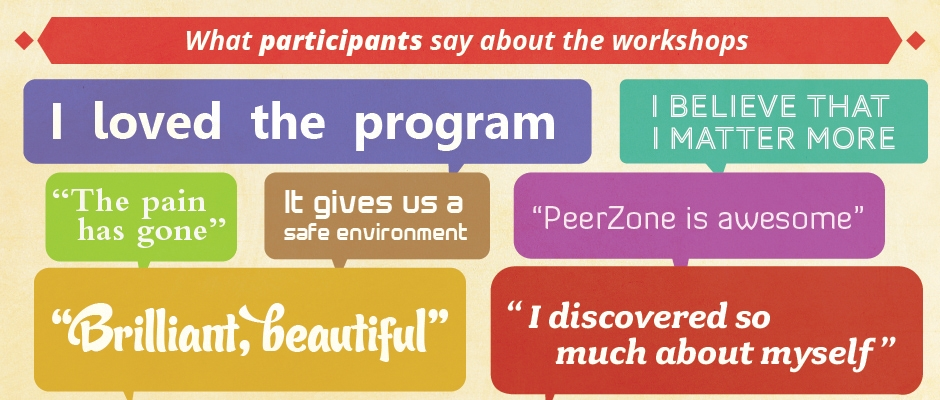 What participants say about the workshops
I loved the program
I BELIEVE THAT
I MATTER MORE
“The pain
has gone”
It gives us a
safe environment
“PeerZone is awesome”
“Brilliant, beautiful”
“I discovered so
much about myself”